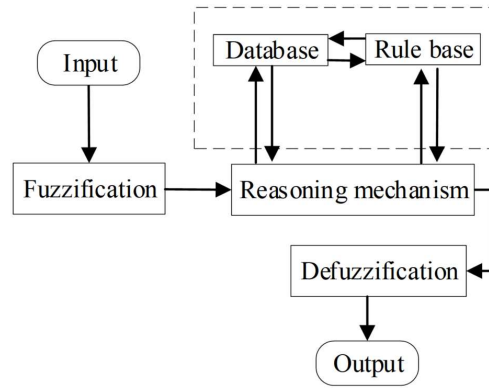 Input
Database
Rule base
Fuzzification
Reasoning mechanism
Defuzzification
Output